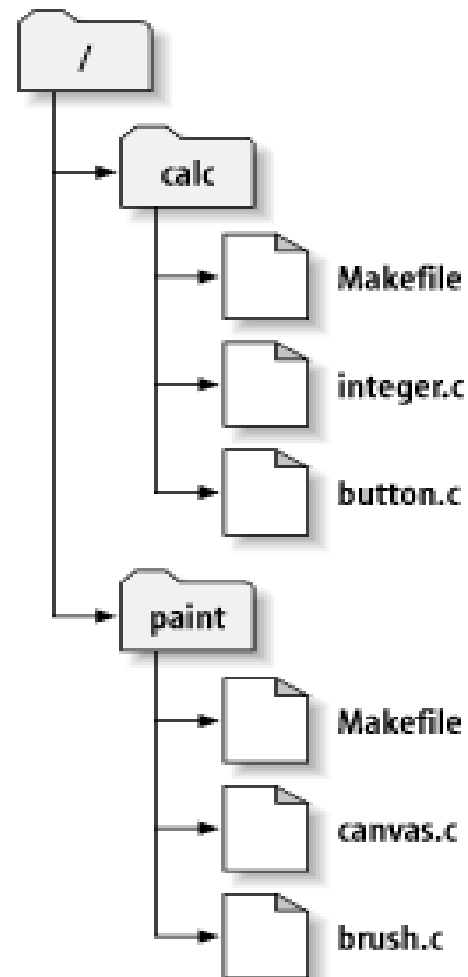 /
calc
Makefile
integer.c
button.c
paint
Makefile
canvas.c
brush.c